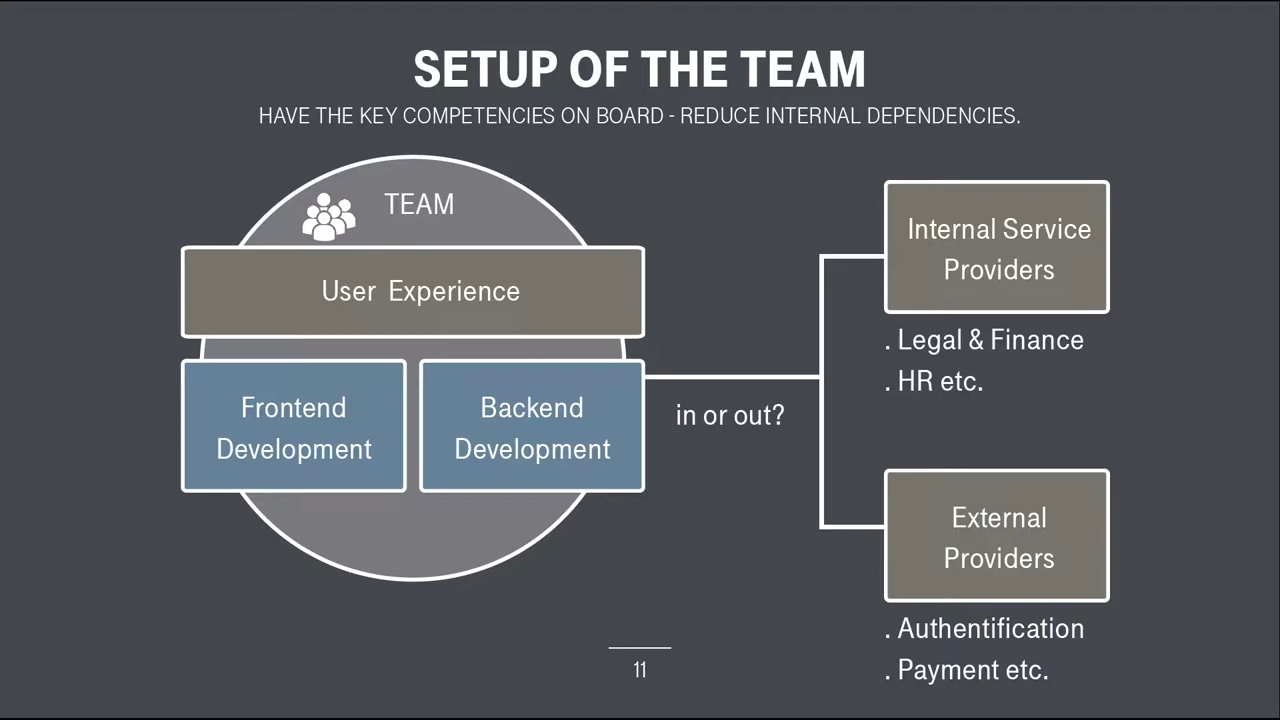 SETUP OF THE TEAM
HAVE THE KEY COMPETENCIES ON BOARD - REDUCE INTERNAL DEPENDENCIES.
TEAM
User Experience
Frontend
Development
Backend
Development
in or out?
Internal Service
Providers
. Legal & Finance
. HR etc.
External
Providers
. Authentification
. Payment etc.
11